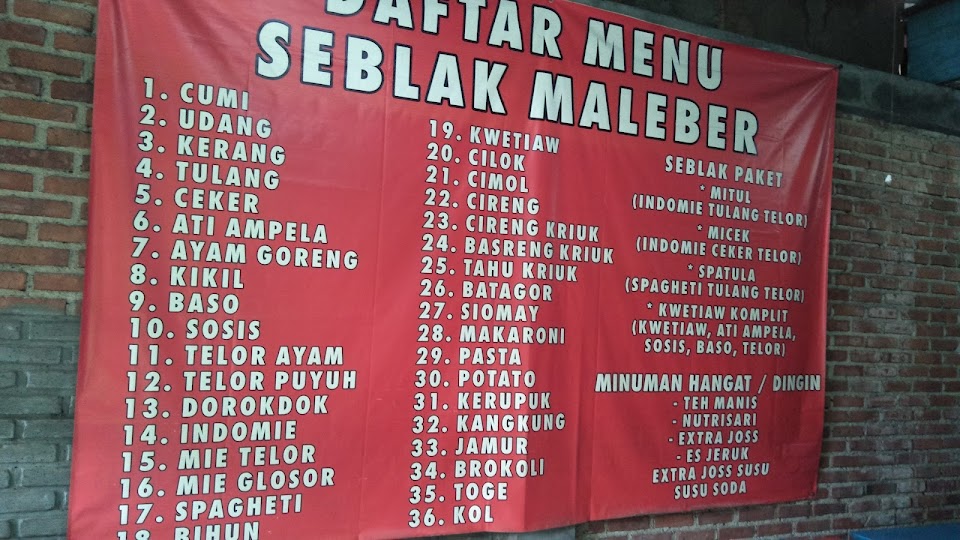 DAFTAR MENU
SEBLAK MALEBER
1. CUMI
2. UDANG
3. KERANG
4. TULANG
5. CEKER
6. ATI AMPELA
7. AYAM GORENG
8. KIKIL
9. BASO
10. SOSIS
11. TELOR AYAM
12. TELOR PUYUH
13. DOROKDOK
14. INDOMIE
15. MIE TELOR
16. MIE GLOSOR
17. SPAGHETI
18. BIHUN
19. KWETIAW
20. CILOK
21. CIMOL
22. CIRENG
23. CIRENG KRIUK
24. BASRENG KRIUK
25. TAHU KRIUK
26. BATAGOR
27. SIOMAY
28. MAKARONI
29. PASTA
30. POTATO
31. KERUPUK
32. KANGKUNG
33. JAMUR
34. BROKOLI
35. TOGE
36. KOL
SEBLAK PAKET
* MITUL
(INDOMIE TULANG TELOR)
* MICEK
(INDOMIE CEKER TELOR)
* SPATULA
(SPAGHETI TULANG TELOR)
* KWETIAW KOMPLIT
(KWETIAW, ATI AMPELA,
SOSIS, BASO, TELOR)
MINUMAN HANGAT / DINGIN
- TEH MANIS
- NUTRISARI
- EXTRA JOSS
- ES JERUK
EXTRA JOSS SUSU
SUSU SODA